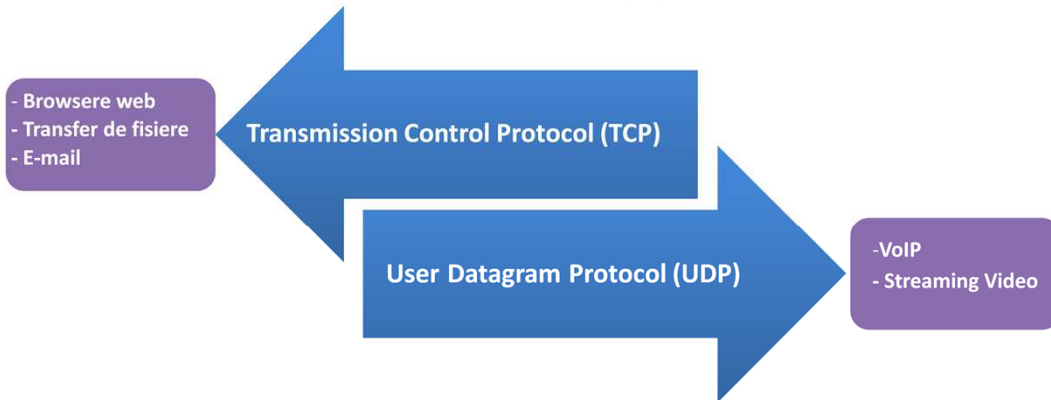 - Browsere web
- Transfer de fisiere
- E-mail
Transmission Control Protocol (TCP)
User Datagram Protocol (UDP)
-VoIP
- Streaming Video